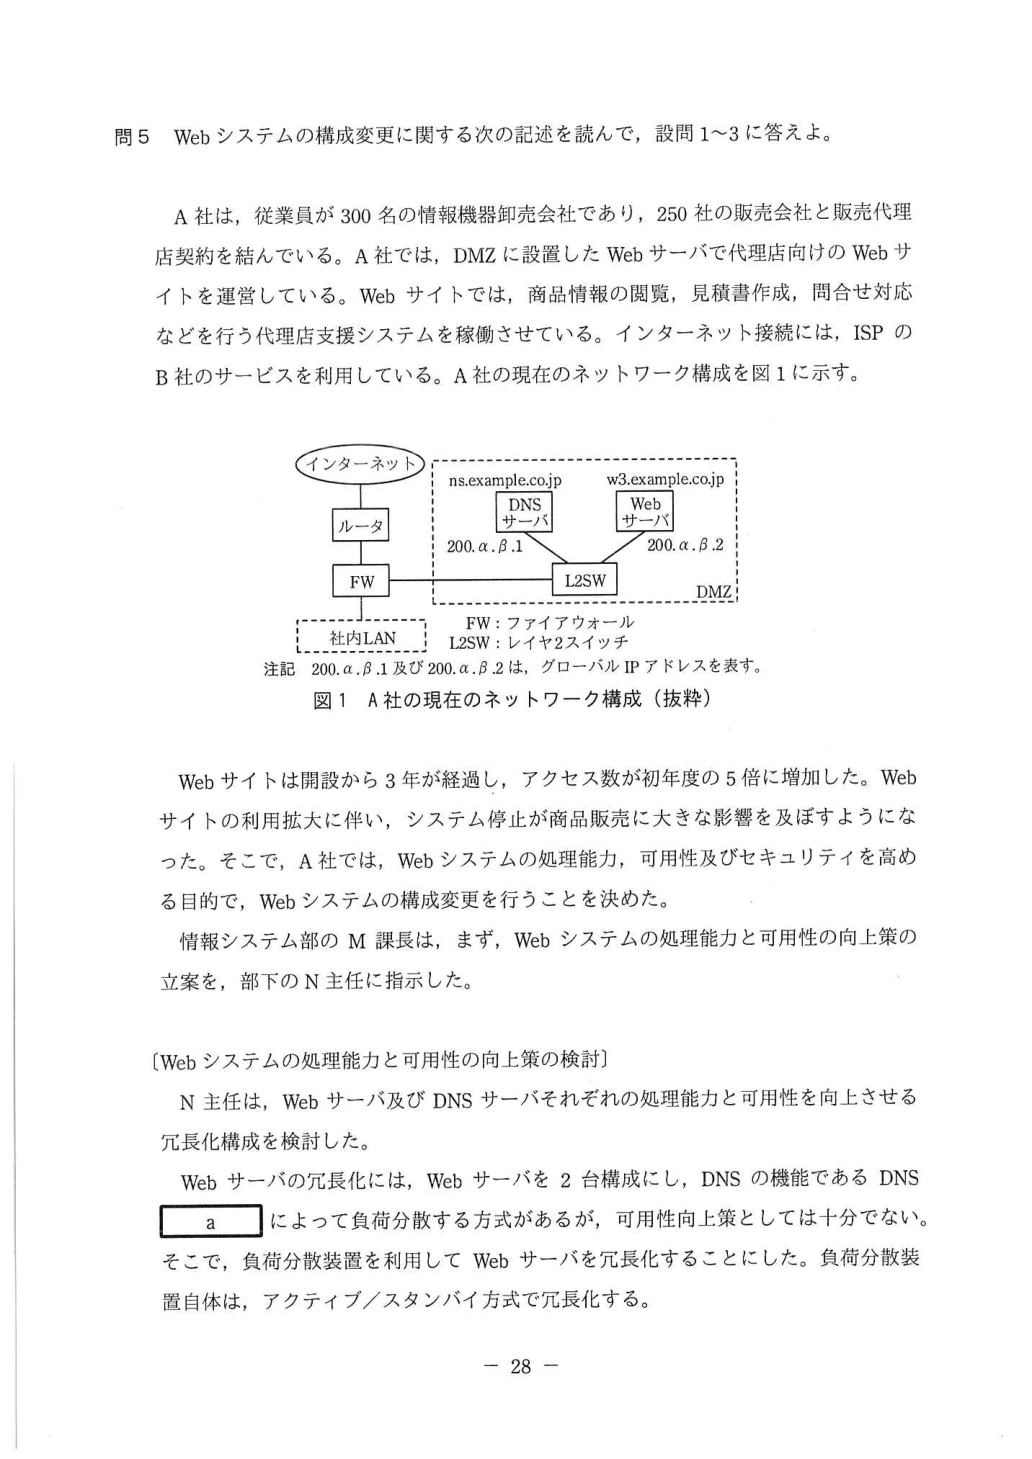 問5 Webシステムの構成変更に関する次の記述を読んで，設問1～3に答えよ。
A社は，従業員が300名の情報機器卸売会社であり，250社の販売会社と販売代理
店契約を結んでいる。A社では，DMZに設置したWebサーバで代理店向けのWebサ
イトを運営している。Webサイトでは，商品情報の閲覧，見積書作成，問合せ対応
などを行う代理店支援システムを稼働させている。インターネット接続には，ISPの
B社のサービスを利用している。A社の現在のネットワーク構成を図1に示す。
インターネット
ns.example.co.jp w3.example.co.jp
DNS
サーバ
Web
サーバ
ルータ
200.α.β.1 200.α.β.2
FW
L2SW
DMZ
社内LAN
FW：ファイアウォール
L2SW：レイヤ2スイッチ
注記 200.α.β.1及び200.α.β.2は，グローバルIPアドレスを表す。
図1 A社の現在のネットワーク構成（抜粋）
Webサイトは開設から3年が経過し，アクセス数が初年度の5倍に増加した。Web
サイトの利用拡大に伴い，システム停止が商品販売に大きな影響を及ぼすようにな
った。そこで，A社では，Webシステムの処理能力，可用性及びセキュリティを高め
る目的で，Webシステムの構成変更を行うことを決めた。
情報システム部のM課長は，まず，Webシステムの処理能力と可用性の向上策の
立案を，部下のN主任に指示した。
〔Webシステムの処理能力と可用性の向上策の検討〕
N主任は，Webサーバ及びDNSサーバそれぞれの処理能力と可用性を向上させる
冗長化構成を検討した。
Webサーバの冗長化には，Webサーバを2台構成にし，DNSの機能であるDNS
a によって負荷分散する方式があるが，可用性向上策としては十分でない。
そこで，負荷分散装置を利用してWebサーバを冗長化することにした。負荷分散装
置自体は，アクティブ／スタンバイ方式で冗長化する。
－ 28 －